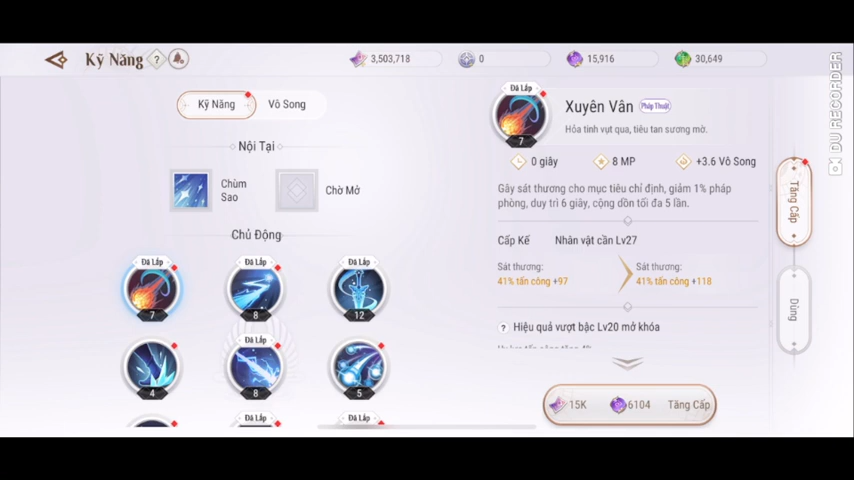 Kỹ Năng
?
3,503,718
0
15,916
30,649
DU RECORDER
Kỹ Năng
Vô Song
Nội Tại
Chùm Sao
Chờ Mở
Chủ Động
Đã Lắp
Đã Lắp
Đã Lắp
7
8
12
Đã Lắp
4
8
5
Đã Lắp
Đã Lắp
Đã Lắp
7
Xuyên Vân
Pháp Thuật
Hỏa tinh vụt qua, tiêu tan sương mờ.
0 giây
8 MP
+3.6 Vô Song
Gây sát thương cho mục tiêu chỉ định, giảm 1% pháp
phòng, duy trì 6 giây, cộng dồn tối đa 5 lần.
Cấp Kế
Nhân vật cần Lv27
Sát thương:
41% tấn công +97
Sát thương:
41% tấn công +118
? Hiệu quả vượt bậc Lv20 mở khóa
15K
6104
Tăng Cấp
Tăng Cấp
Dùng